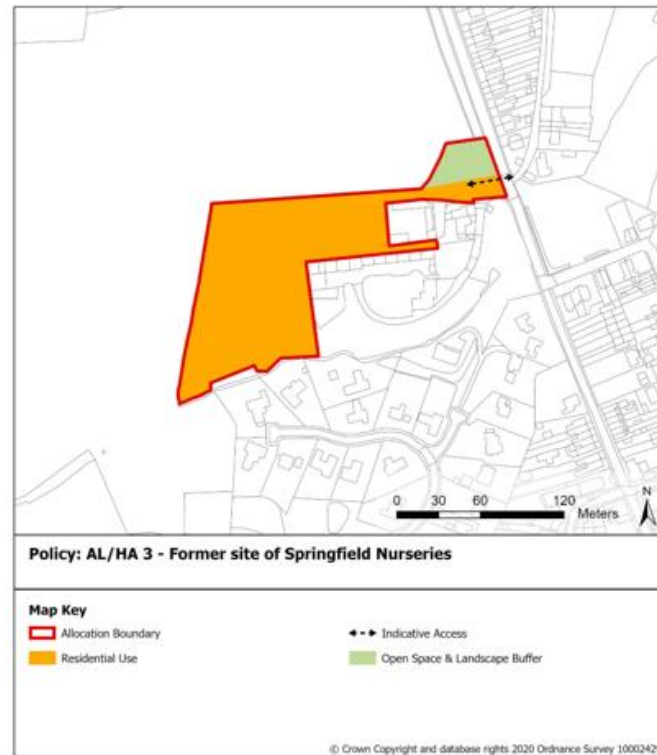 0 30 60 120
Meters
N
Policy: AL/HA 3 - Former site of Springfield Nurseries
Map Key
Allocation Boundary
Indicative Access
Residential Use
Open Space & Landscape Buffer
© Crown Copyright and database rights 2020 Ordnance Survey 1000242